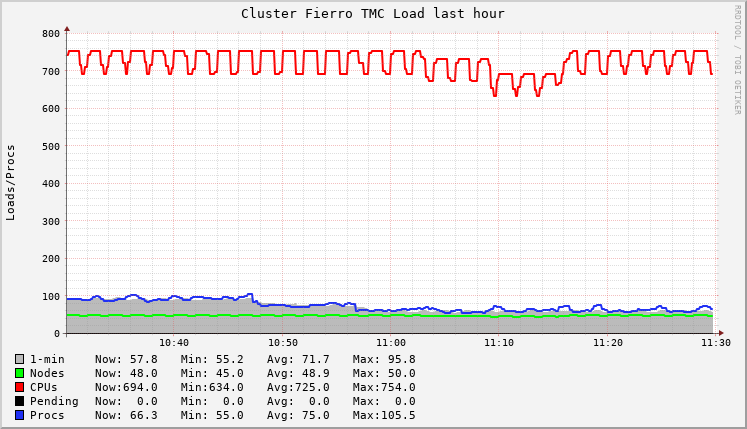 Cluster Fierro TMC Load last hour
RRDTOOL / TOBI OETIKER
Loads/Procs
800
700
600
500
400
300
200
100
0
10:40 10:50 11:00 11:10 11:20 11:30
1-min Now: 57.8 Min: 55.2 Avg: 71.7 Max: 95.8
Nodes Now: 48.0 Min: 45.0 Avg: 48.9 Max: 50.0
CPUs Now:694.0 Min:634.0 Avg:725.0 Max:754.0
Pending Now: 0.0 Min: 0.0 Avg: 0.0 Max: 0.0
Procs Now: 66.3 Min: 55.0 Avg: 75.0 Max:105.5